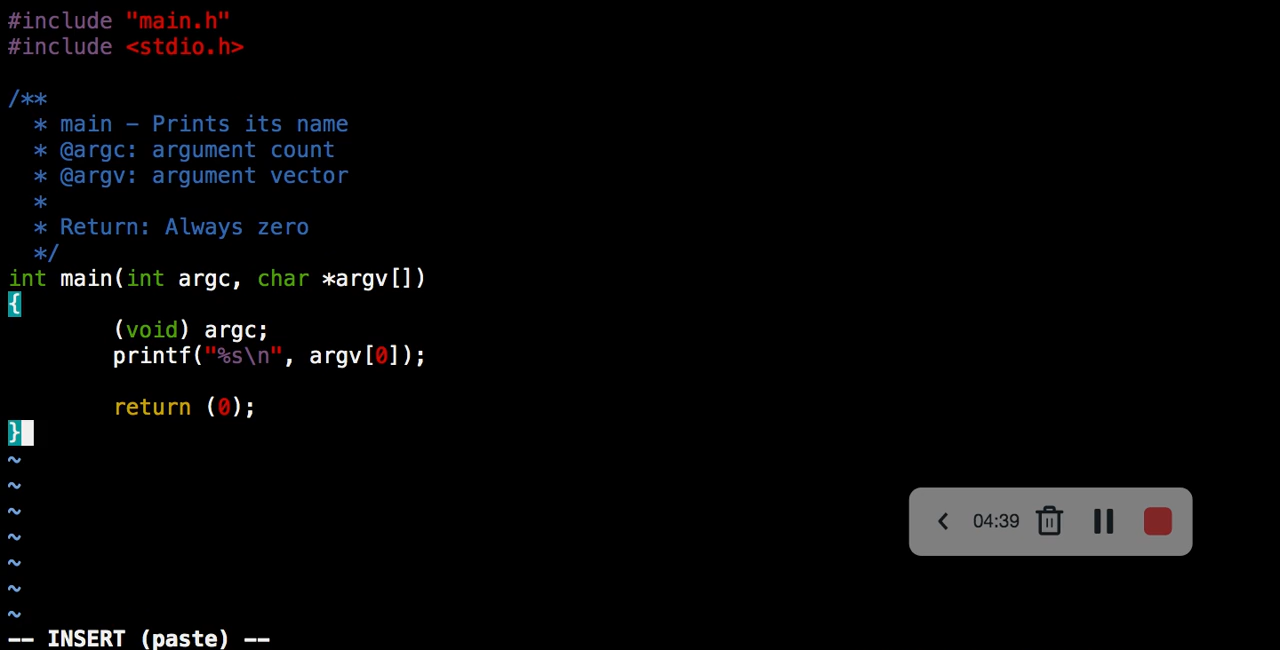 #include "main.h"
#include <stdio.h>
/**
* main – Prints its name
* @argc: argument count
* @argv: argument vector
*
* Return: Always zero
*/
int main(int argc, char *argv[])
{
(void) argc;
printf("%s\n", argv[0]);
return (0);
}
~
~
~
~
~
~
~
04:39
-- INSERT (paste) --